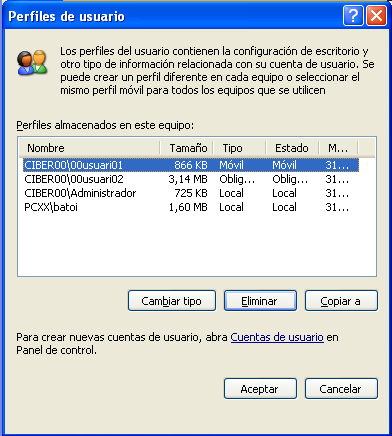 Perfiles de usuario
Los perfiles del usuario contienen la configuración de escritorio y
otro tipo de información relacionada con su cuenta de usuario. Se
puede crear un perfil diferente en cada equipo o seleccionar el
mismo perfil móvil para todos los equipos que se utilicen
Perfiles almacenados en este equipo:
Nombre Tamaño Tipo Estado M...
CIBER00\00usuari01 866 KB Móvil Móvil 31...
CIBER00\00usuari02 3,14 MB Oblig... Oblig... 31...
CIBER00\Administrador 725 KB Local Local 31...
PCXX\batoi 1,60 MB Local Local 31...
Cambiar tipo Eliminar Copiar a
Para crear nuevas cuentas de usuario, abra Cuentas de usuario en
Panel de control.
Aceptar Cancelar